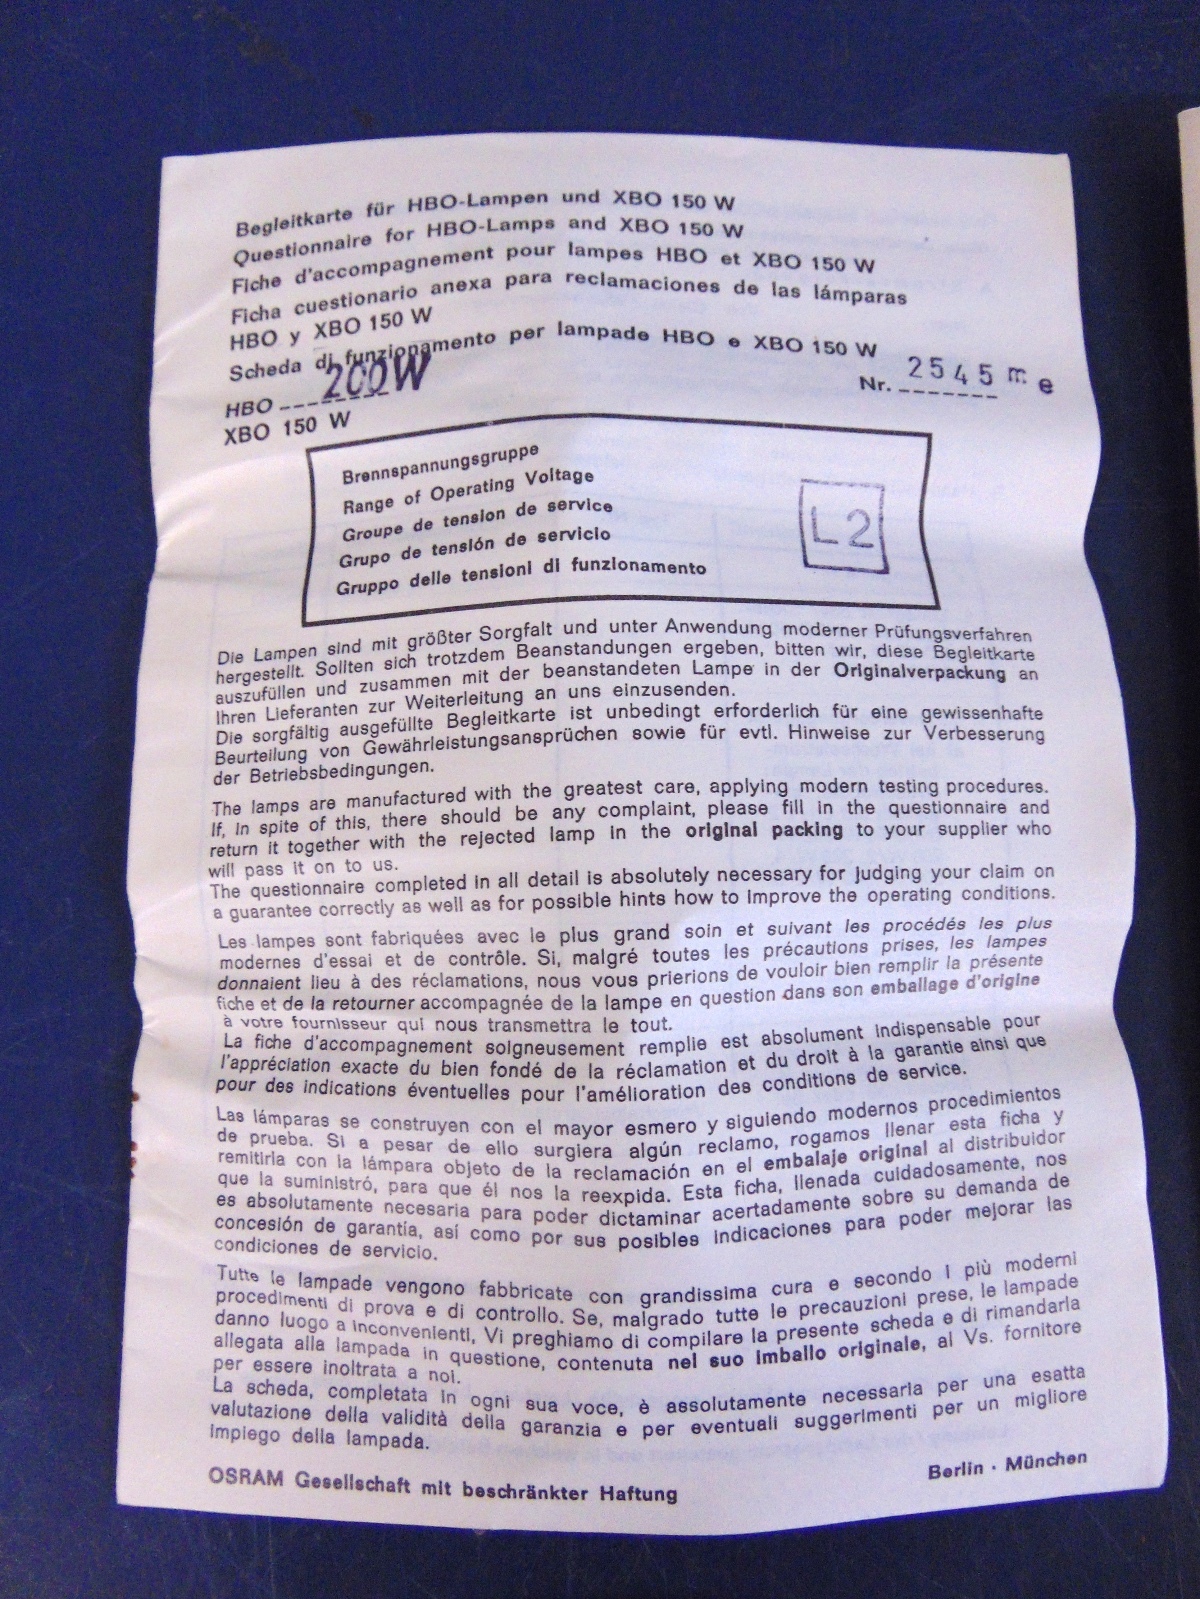 Begleitkarte für HBO-Lampen und XBO 150 W
Questionnaire for HBO-Lamps and XBO 150 W
Fiche d'accompagnement pour lampes HBO et XBO 150 W
Ficha cuestionario anexa para reclamaciones de las lámparas
HBO y XBO 150 W
Scheda di funzionamento per lampade HBO e XBO 150 W
HBO 200W
Nr. 2545 m e
XBO 150 W
Brennspannungsgruppe
Range of Operating Voltage
Groupe de tension de service
Grupo de tensión de servicio
Gruppo delle tensioni di funzionamento
L2
Die Lampen sind mit größter Sorgfalt und unter Anwendung moderner Prüfungsverfahren
hergestellt. Sollten sich trotzdem Beanstandungen ergeben, bitten wir, diese Begleitkarte
auszufüllen und zusammen mit der beanstandeten Lampe in der Originalverpackung an
Ihren Lieferanten zur Weiterleitung an uns einzusenden.
Die sorgfältig ausgefüllte Begleitkarte ist unbedingt erforderlich für eine gewissenhafte
Beurteilung von Gewährleistungsansprüchen sowie für evtl. Hinweise zur Verbesserung
der Betriebsbedingungen.
The lamps are manufactured with the greatest care, applying modern testing procedures.
If, in spite of this, there should be any complaint, please fill in the questionnaire and
return it together with the rejected lamp in the original packing to your supplier who
will pass it on to us.
The questionnaire completed in all detail is absolutely necessary for judging your claim on
a guarantee correctly as well as for possible hints how to improve the operating conditions.
Les lampes sont fabriquées avec le plus grand soin et suivant les procédés les plus
modernes d'essai et de contrôle. Si, malgré toutes les précautions prises, les lampes
donnaient lieu à des réclamations, nous vous prierions de vouloir bien remplir la présente
fiche et de la retourner accompagnée de la lampe en question dans son emballage d'origine
à votre fournisseur qui nous transmettra le tout.
La fiche d'accompagnement soigneusement remplie est absolument indispensable pour
l'appréciation exacte du bien fondé de la réclamation et du droit à la garantie ainsi que
pour des indications éventuelles pour l'amélioration des conditions de service.
Las lámparas se construyen con el mayor esmero y siguiendo modernos procedimientos
de prueba. Si a pesar de ello surgiera algún reclamo, rogamos llenar esta ficha y
remitirla con la lámpara objeto de la reclamación en el embalaje original al distribuidor
que la suministró, para que él nos la reexpida. Esta ficha, llenada cuidadosamente, nos
es absolutamente necesaria para poder dictaminar acertadamente sobre su demanda de
concesión de garantía, así como por sus posibles indicaciones para poder mejorar las
condiciones de servicio.
Tutte le lampade vengono fabbricate con grandissima cura e secondo i più moderni
procedimenti di prova e di controllo. Se, malgrado tutte le precauzioni prese, le lampade
danno luogo a inconvenienti, Vi preghiamo di compilare la presente scheda e di rimandarla
allegata alla lampada in questione, contenuta nel suo imballo originale, al Vs. fornitore
per essere inoltrata a noi.
La scheda, completata in ogni sua voce, è assolutamente necessaria per una esatta
valutazione della validità della garanzia e per eventuali suggerimenti per un migliore
impiego della lampada.
OSRAM Gesellschaft mit beschränkter Haftung
Berlin · München